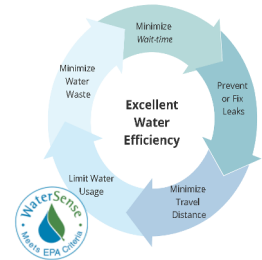 Minimize
Wait-time
Prevent
or Fix
Leaks
Minimize
Travel
Distance
Limit Water
Usage
Minimize
Water
Waste
Excellent
Water
Efficiency
WaterSense
Meets EPA Criteria